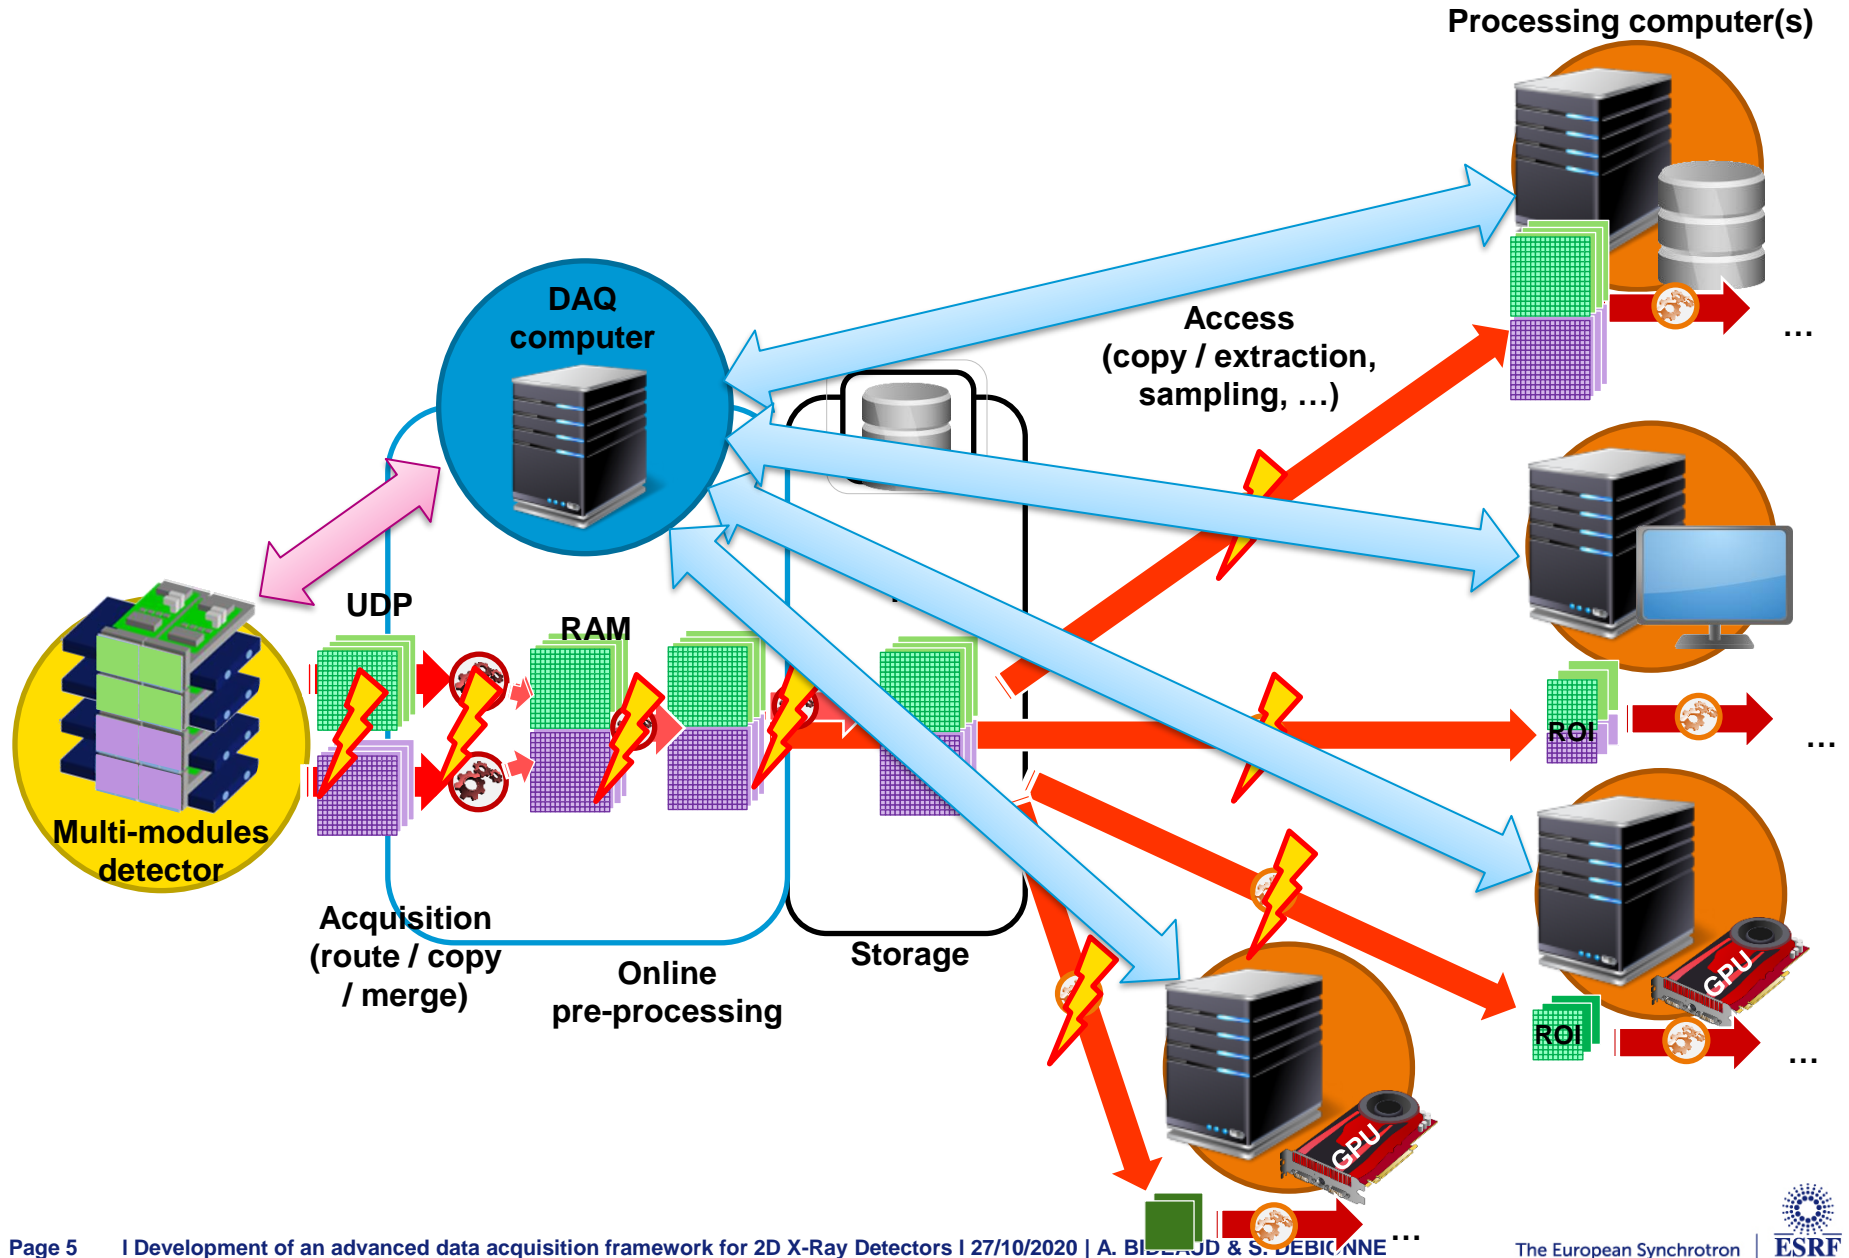 Processing computer(s)
DAQ
computer
Access
(copy / extraction,
sampling, …)
...
UDP
RAM
ROI
...
Multi-modules
detector
Acquisition
(route / copy
/ merge)
Online
pre-processing
Storage
GPU
ROI
...
GPU
...
Page 5 l Development of an advanced data acquisition framework for 2D X-Ray Detectors l 27/10/2020 | A. & S. DEBIONNE
The European Synchrotron
ESRF